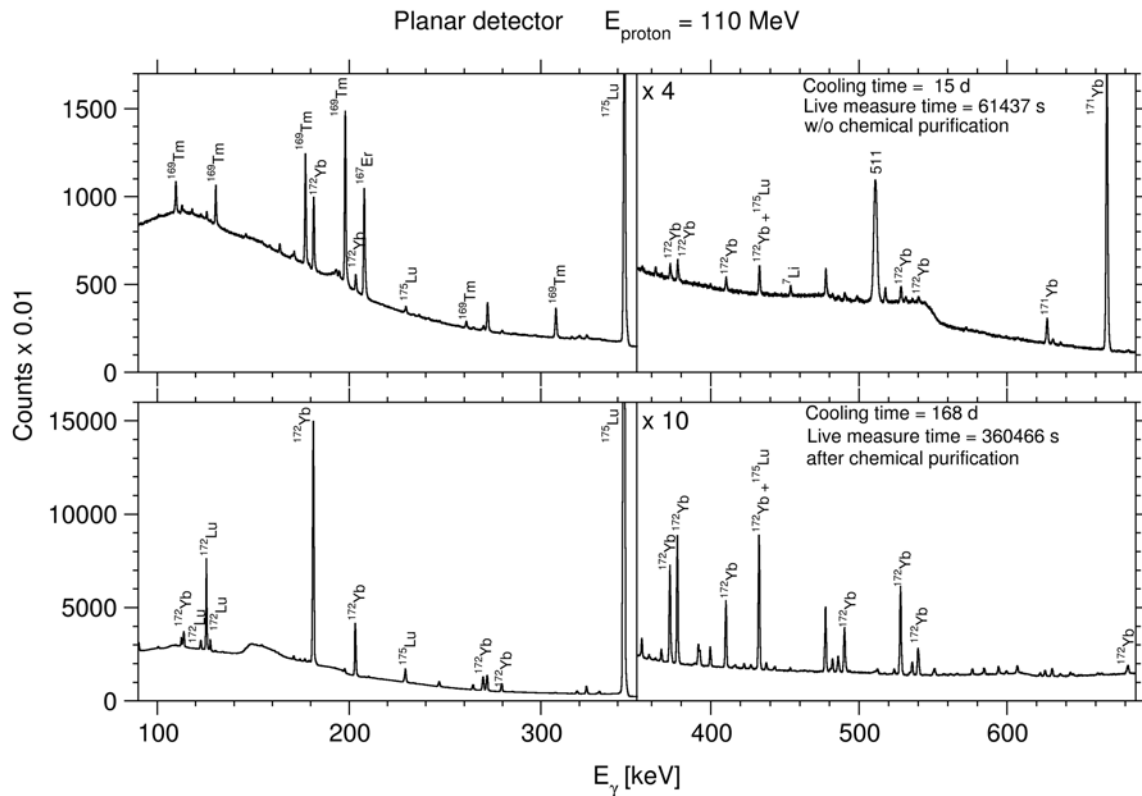 Planar detector E_proton = 110 MeV
Counts x 0.01
1500
1000
500
0
¹⁶⁹Tm
¹⁶⁹Tm
¹⁶⁹Tm
¹⁷²Yb
¹⁶⁹Tm
¹⁷²Yb
¹⁶⁷Er
¹⁷⁵Lu
¹⁶⁹Tm
¹⁶⁹Tm
¹⁷⁵Lu
x 4
Cooling time = 15 d
Live measure time = 61437 s
w/o chemical purification
¹⁷²Yb
¹⁷²Yb
¹⁷²Yb
¹⁷²Yb + ¹⁷⁵Lu
⁷Li
511
¹⁷²Yb
¹⁷²Yb
¹⁷¹Yb
¹⁷¹Yb
15000
10000
5000
0
¹⁷²Yb
¹⁷²Lu
¹⁷²Lu
¹⁷²Lu
¹⁷²Yb
¹⁷²Yb
¹⁷⁵Lu
¹⁷²Yb
¹⁷²Yb
¹⁷⁵Lu
x 10
Cooling time = 168 d
Live measure time = 360466 s
after chemical purification
¹⁷²Yb
¹⁷²Yb
¹⁷²Yb
¹⁷²Yb + ¹⁷⁵Lu
¹⁷²Yb
¹⁷²Yb
¹⁷²Yb
¹⁷²Yb
100
200
300
400
500
600
E_γ [keV]